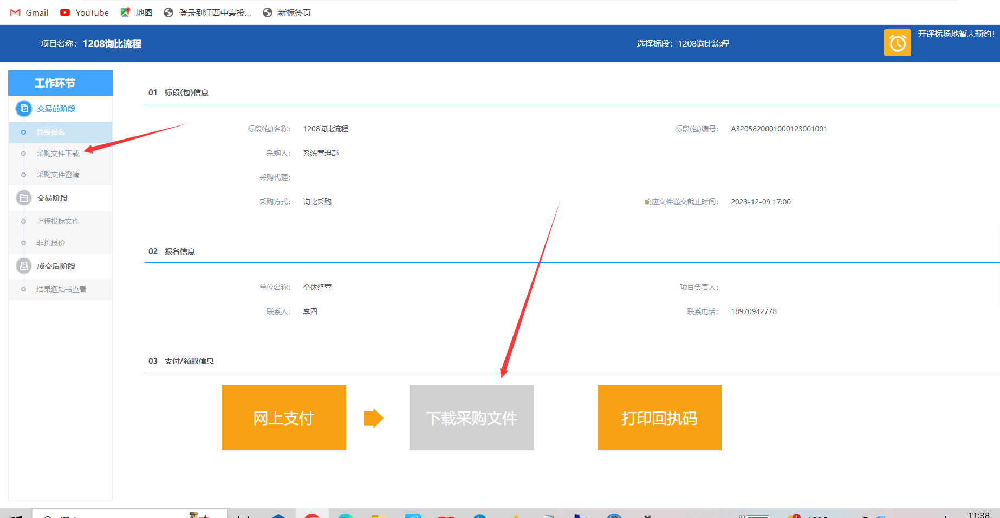 Gmail YouTube 地图 登录到江西中寰投... 新标签页
项目名称： 1208询比流程 选择标段：1208询比流程 开评标场地暂未预约！
工作环节
交易前阶段
我要报名
采购文件下载
采购文件澄清
交易阶段
上传投标文件
非招报价
成交后阶段
结果通知书查看
01 标段(包)信息
标段(包)名称： 1208询比流程 标段(包)编号： A3205820001000123001001
采购人： 系统管理部
采购代理：
采购方式： 询比采购 响应文件递交截止时间： 2023-12-09 17:00
02 报名信息
单位名称： 个体经营 项目负责人：
联系人： 李四 联系电话： 18970942778
03 支付/领取信息
网上支付 下载采购文件 打印回执码
11:38